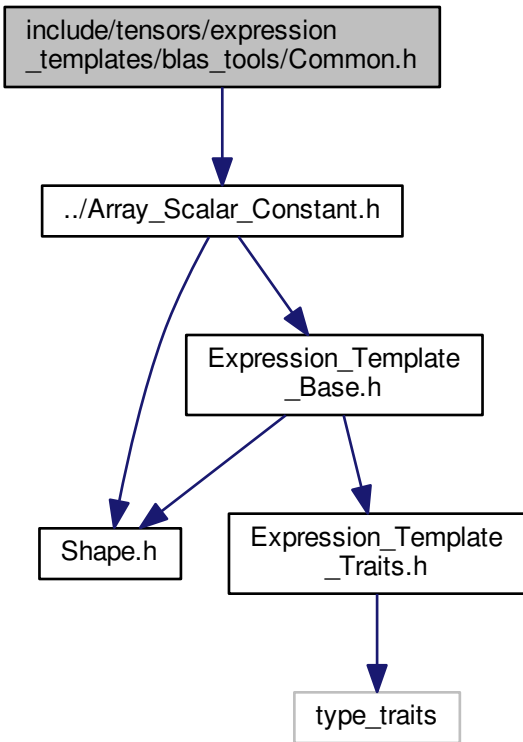 include/tensors/expression
_templates/blas_tools/Common.h
../Array_Scalar_Constant.h
Expression_Template
_Base.h
Shape.h
Expression_Template
_Traits.h
type_traits